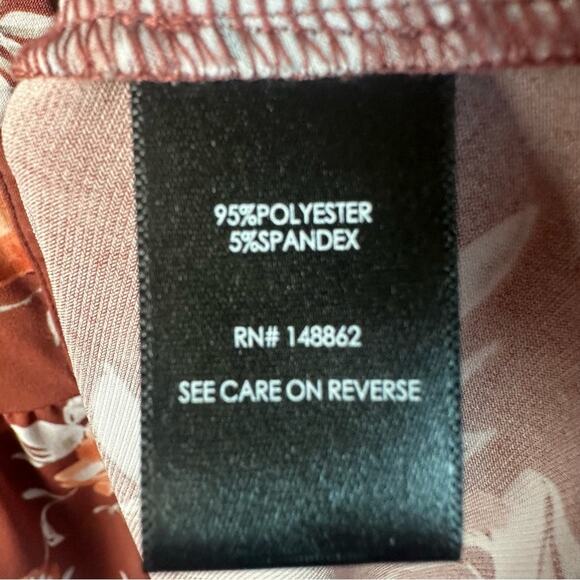 95%POLYESTER
5%SPANDEX
RN# 148862
SEE CARE ON REVERSE